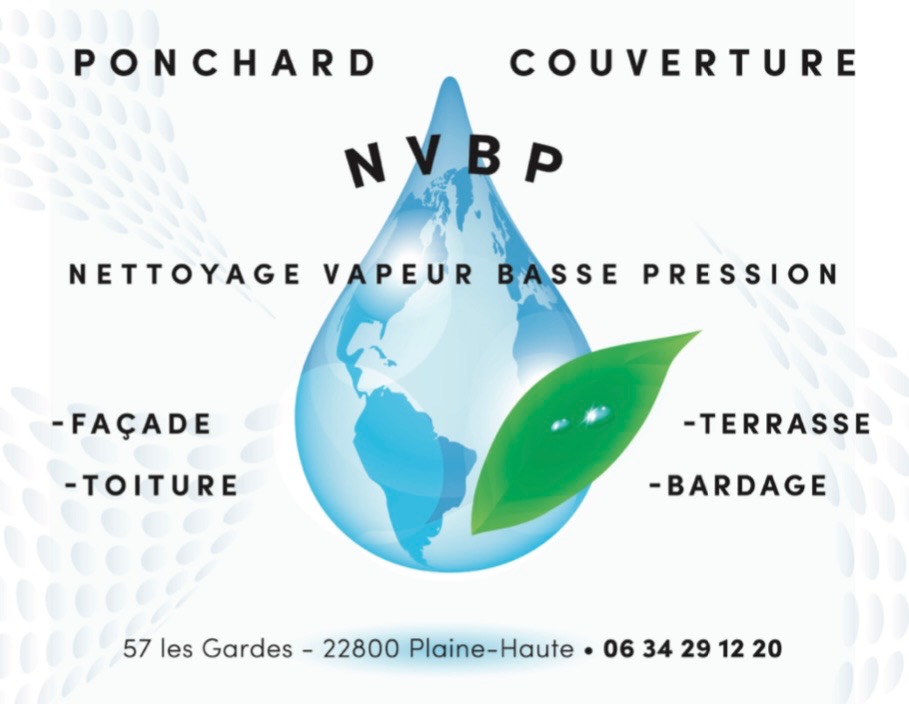 PONCHARD COUVERTURE
NVBP
NETTOYAGE VAPEUR BASSE PRESSION
-FAÇADE -TERRASSE
-TOITURE -BARDAGE
57 les Gardes - 22800 Plaine-Haute • 06 34 29 12 20